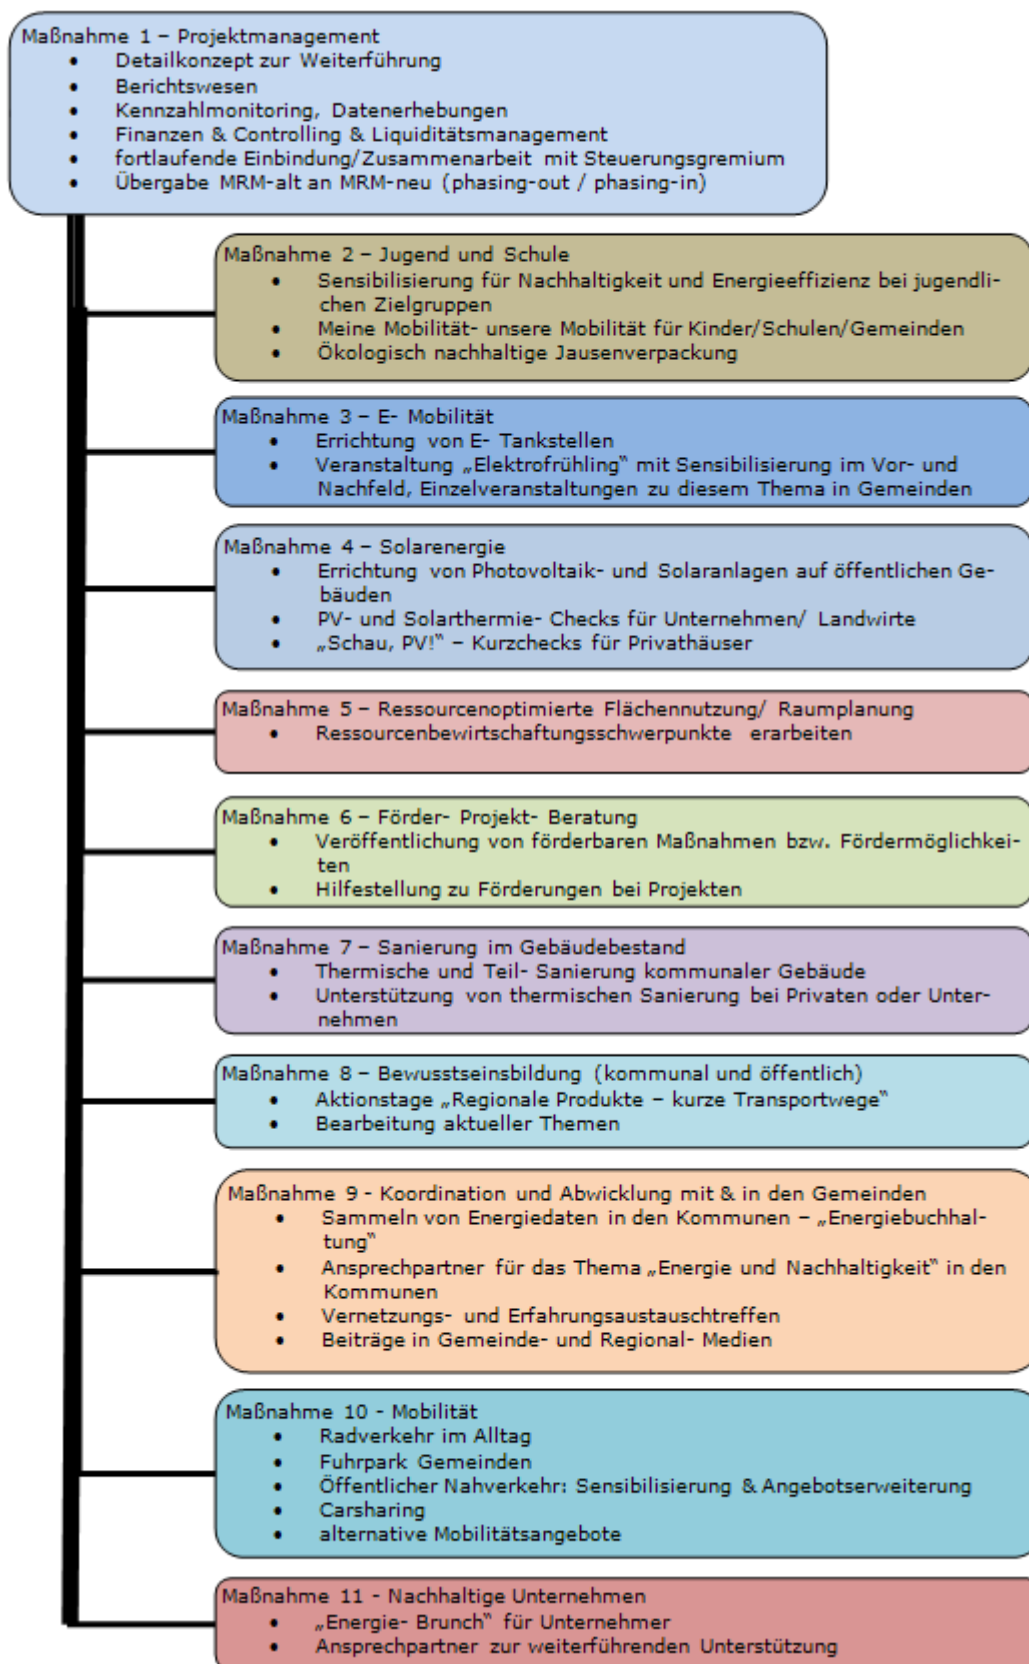 Maßnahme 1 – Projektmanagement
• Detailkonzept zur Weiterführung
• Berichtswesen
• Kennzahlmonitoring, Datenerhebungen
• Finanzen & Controlling & Liquiditätsmanagement
• fortlaufende Einbindung/Zusammenarbeit mit Steuerungsgremium
• Übergabe MRM-alt an MRM-neu (phasing-out / phasing-in)
Maßnahme 2 – Jugend und Schule
• Sensibilisierung für Nachhaltigkeit und Energieeffizienz bei jugendli-
chen Zielgruppen
• Meine Mobilität- unsere Mobilität für Kinder/Schulen/Gemeinden
• Ökologisch nachhaltige Jausenverpackung
Maßnahme 3 – E- Mobilität
• Errichtung von E- Tankstellen
• Veranstaltung „Elektrofrühling“ mit Sensibilisierung im Vor- und
Nachfeld, Einzelveranstaltungen zu diesem Thema in Gemeinden
Maßnahme 4 – Solarenergie
• Errichtung von Photovoltaik- und Solaranlagen auf öffentlichen Ge-
bäuden
• PV- und Solarthermie- Checks für Unternehmen/ Landwirte
• „Schau, PV!“ – Kurzchecks für Privathäuser
Maßnahme 5 – Ressourcenoptimierte Flächennutzung/ Raumplanung
• Ressourcenbewirtschaftungsschwerpunkte erarbeiten
Maßnahme 6 – Förder- Projekt- Beratung
• Veröffentlichung von förderbaren Maßnahmen bzw. Fördermöglichkei-
ten
• Hilfestellung zu Förderungen bei Projekten
Maßnahme 7 – Sanierung im Gebäudebestand
• Thermische und Teil- Sanierung kommunaler Gebäude
• Unterstützung von thermischen Sanierung bei Privaten oder Unter-
nehmen
Maßnahme 8 – Bewusstseinsbildung (kommunal und öffentlich)
• Aktionstage „Regionale Produkte – kurze Transportwege“
• Bearbeitung aktueller Themen
Maßnahme 9 - Koordination und Abwicklung mit & in den Gemeinden
• Sammeln von Energiedaten in den Kommunen – „Energiebuchhal-
tung“
• Ansprechpartner für das Thema „Energie und Nachhaltigkeit“ in den
Kommunen
• Vernetzungs- und Erfahrungsaustauschtreffen
• Beiträge in Gemeinde- und Regional- Medien
Maßnahme 10 - Mobilität
• Radverkehr im Alltag
• Fuhrpark Gemeinden
• Öffentlicher Nahverkehr: Sensibilisierung & Angebotserweiterung
• Carsharing
• alternative Mobilitätsangebote
Maßnahme 11 - Nachhaltige Unternehmen
• „Energie- Brunch“ für Unternehmer
• Ansprechpartner zur weiterführenden Unterstützung